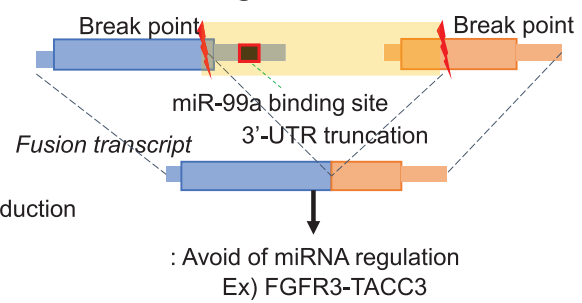 Break point
Break point
miR-99a binding site
3’-UTR truncation
Fusion transcript
: Avoid of miRNA regulation
Ex) FGFR3-TACC3